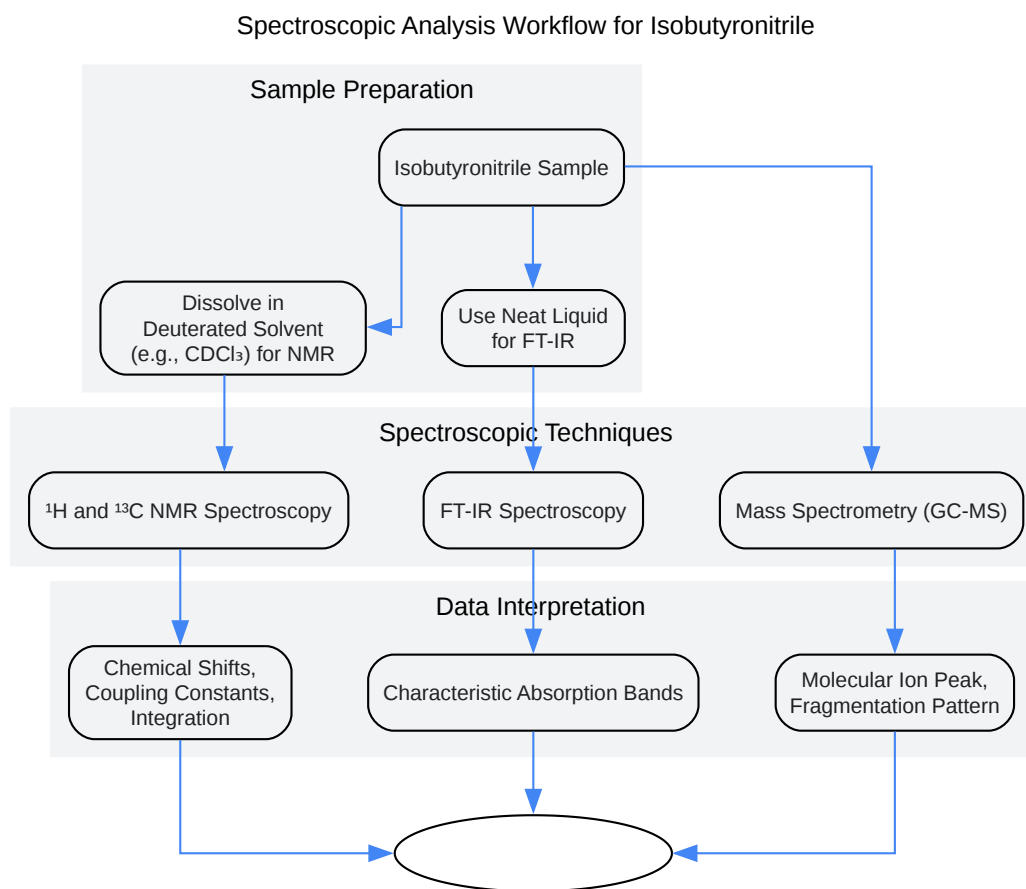 Spectroscopic Analysis Workflow for Isobutyronitrile
Sample Preparation
Isobutyronitrile Sample
Dissolve in
Deuterated Solvent
(e.g., CDCl₃) for NMR
Use Neat Liquid
for FT-IR
Spectroscopic Techniques
¹H and ¹³C NMR Spectroscopy
FT-IR Spectroscopy
Mass Spectrometry (GC-MS)
Data Interpretation
Chemical Shifts,
Coupling Constants,
Integration
Characteristic Absorption Bands
Molecular Ion Peak,
Fragmentation Pattern